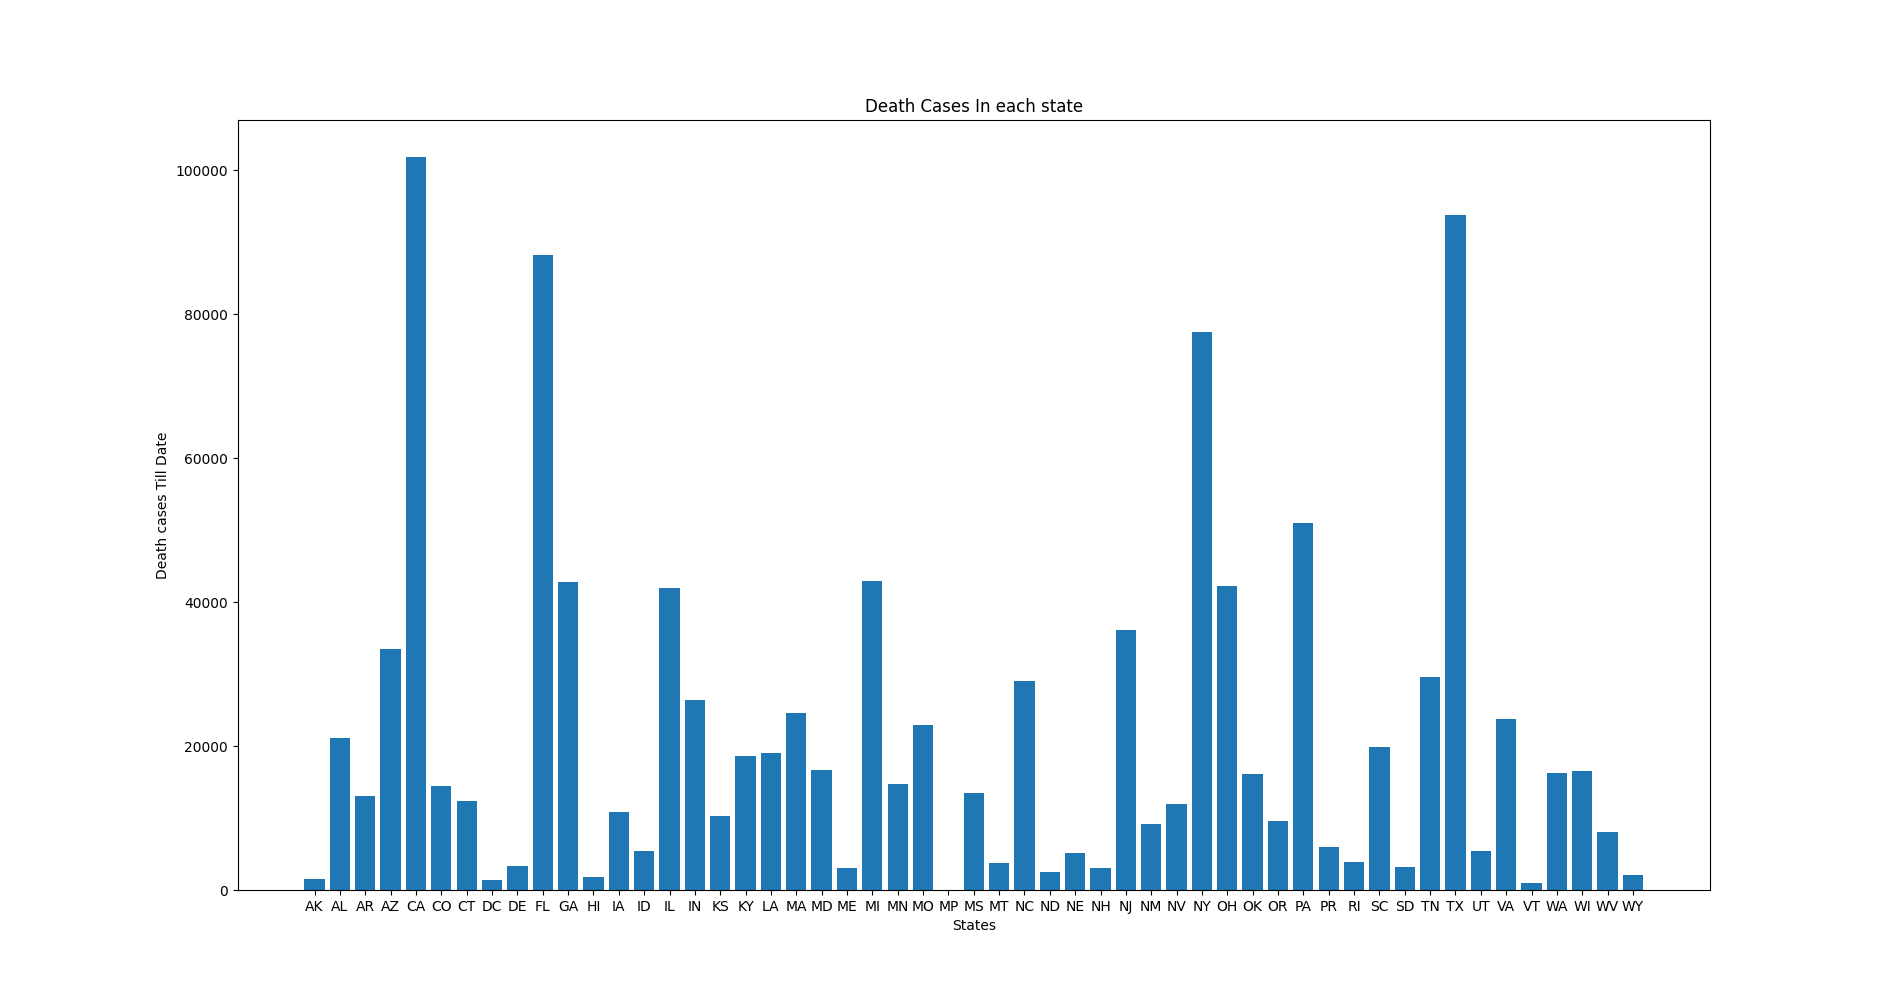 Death Cases In each state
Death cases Till Date
100000
80000
60000
40000
20000
0
AK AL AR AZ CA CO CT DC DE FL GA HI IA ID IL IN KS KY LA MA MD ME MI MN MO MP MS MT NC ND NE NH NJ NM NV NY OH OK OR PA PR RI SC SD TN TX UT VA VT WA WI WV WY
States